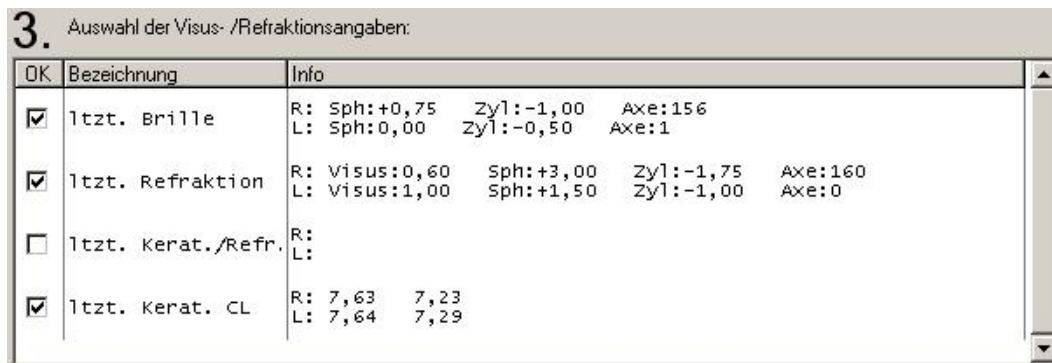 3. Auswahl der Visus- /Refraktionsangaben:
OK Bezeichnung Info
ltzt. Brille R: Sph:+0,75 Zyl:-1,00 Axe:156
L: Sph:0,00 Zyl:-0,50 Axe:1
ltzt. Refraktion R: Visus:0,60 Sph:+3,00 Zyl:-1,75 Axe:160
L: Visus:1,00 Sph:+1,50 Zyl:-1,00 Axe:0
ltzt. Kerat./Refr. R:
L:
ltzt. Kerat. CL R: 7,63 7,23
L: 7,64 7,29